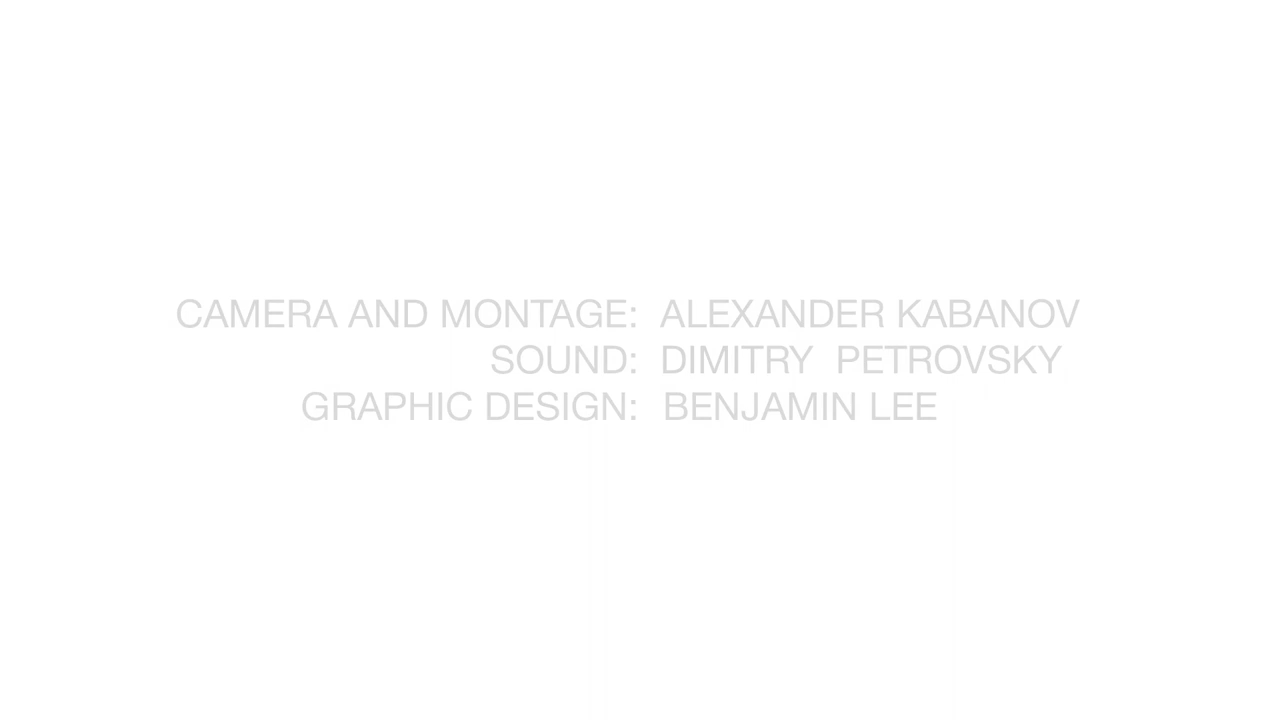 CAMERA AND MONTAGE: ALEXANDER KABANOV
SOUND: DIMITRY PETROVSKY
GRAPHIC DESIGN: BENJAMIN LEE